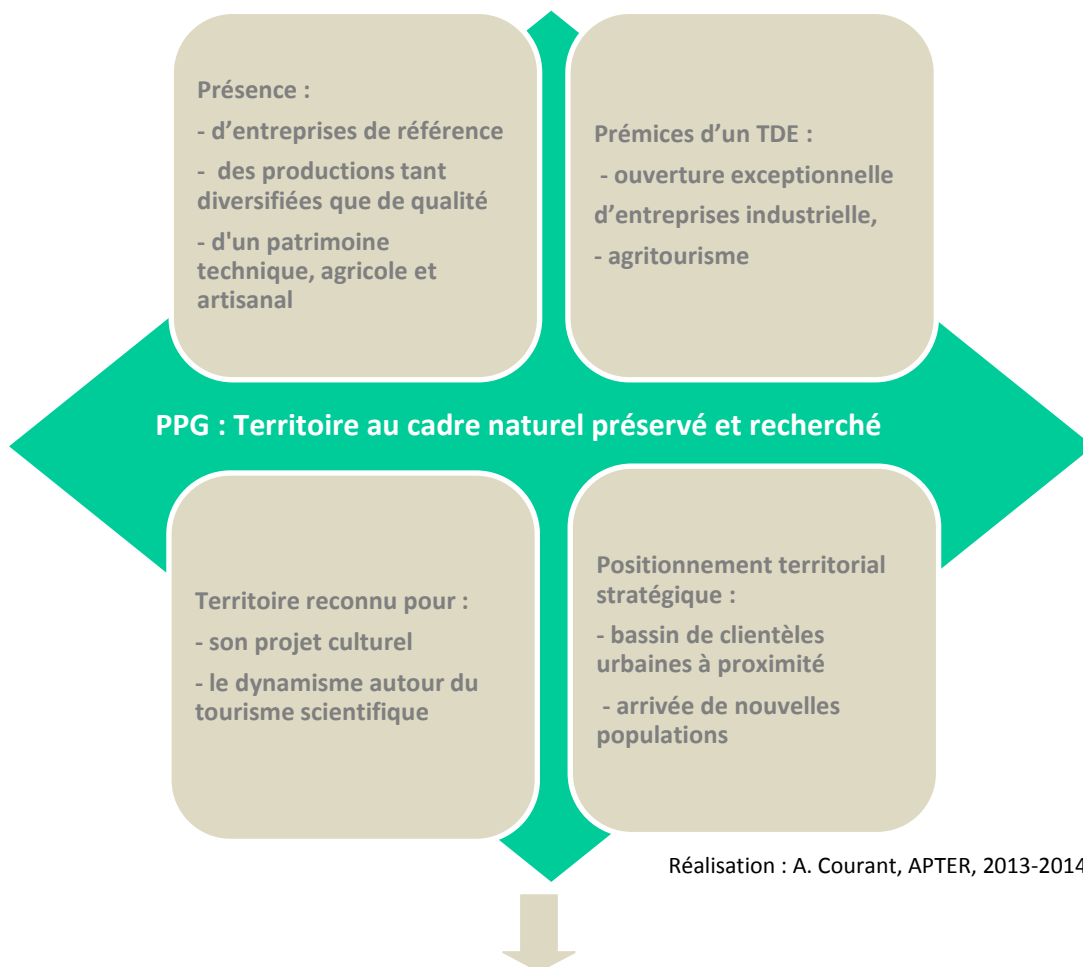 Présence :
- d’entreprises de référence
-  des productions tant
diversifiées que de qualité
- d'un patrimoine
technique, agricole et
artisanal
Prémices d’un TDE :
- ouverture exceptionnelle
d’entreprises industrielle,
- agritourisme
PPG : Territoire au cadre naturel préservé et recherché
Territoire reconnu pour :
- son projet culturel
- le dynamisme autour du
tourisme scientifique
Positionnement territorial
stratégique :
- bassin de clientèles
urbaines à proximité
- arrivée de nouvelles
populations
Réalisation : A. Courant, APTER, 2013-2014